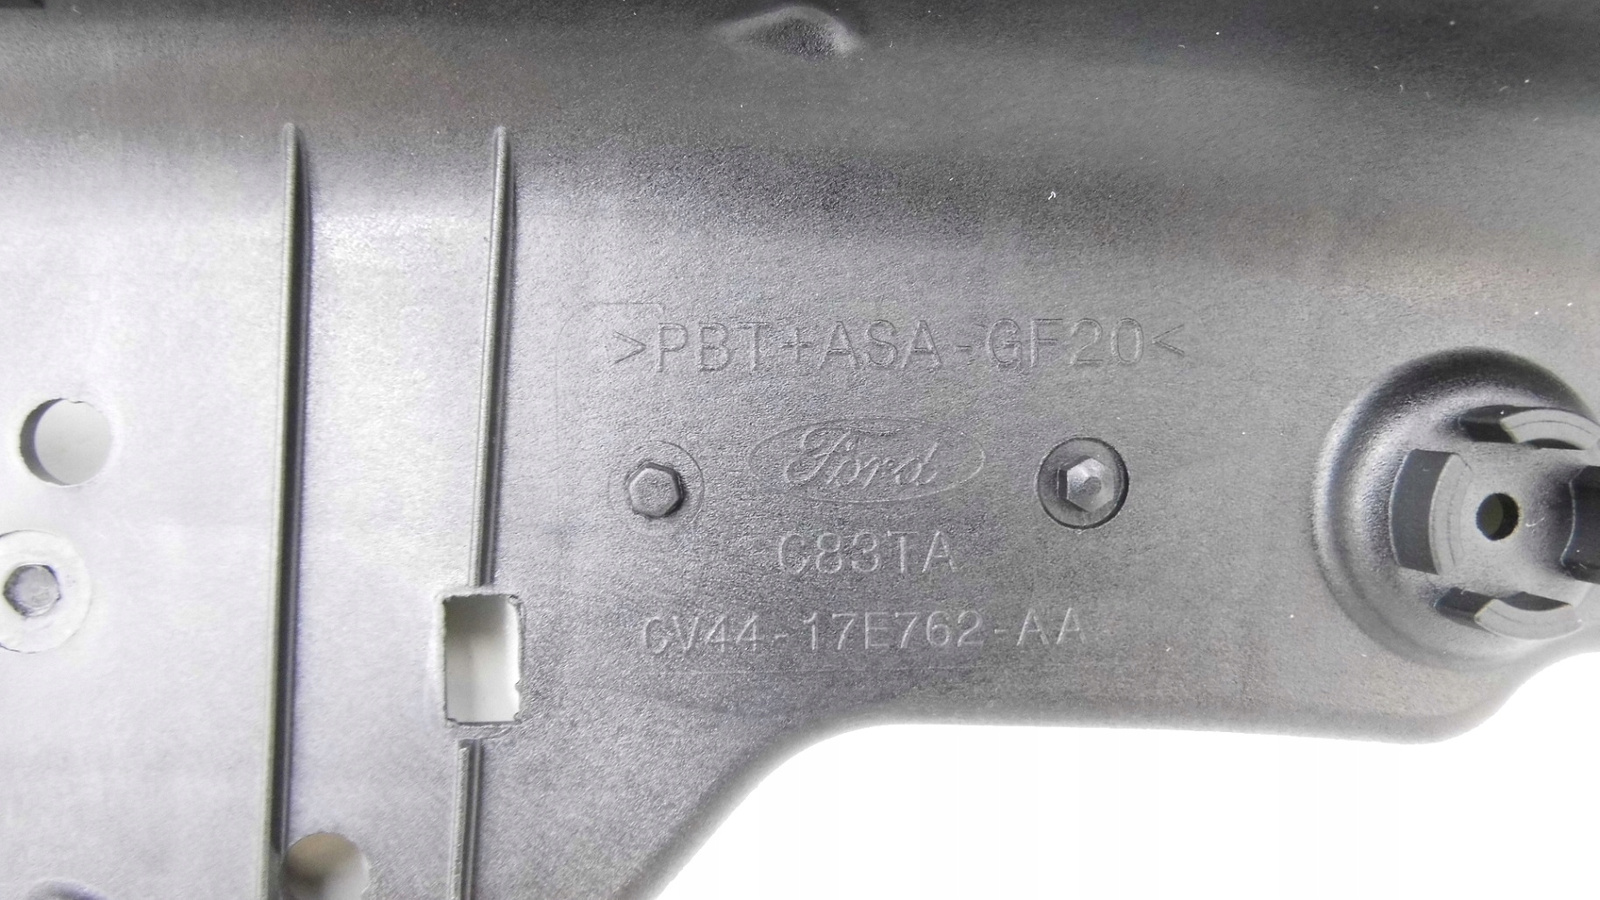 >PBT+ASA-GF20<
Ford
C83TA
CV44-17E762-AA